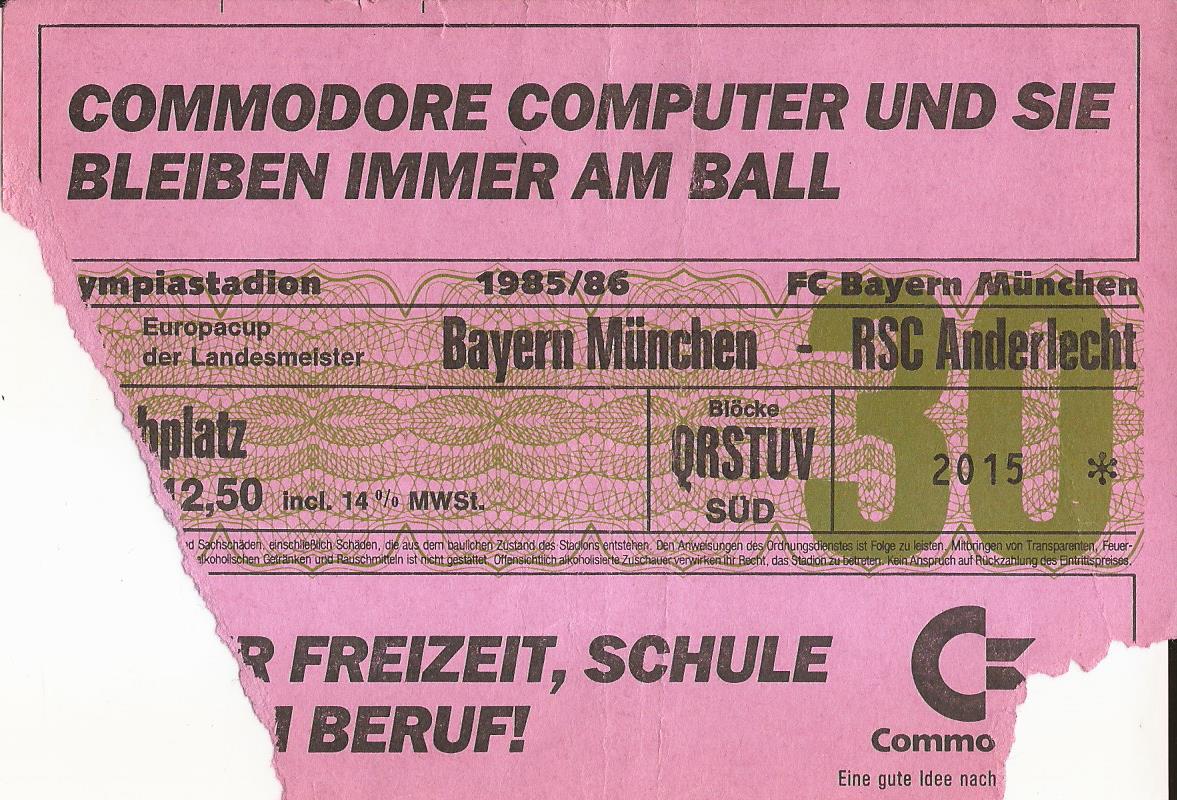 COMMODORE COMPUTER UND SIE
BLEIBEN IMMER AM BALL
ympiastadion 1985/86 FC Bayern München
Europacup
der Landesmeister
Bayern München - RSC Anderlecht
30
hplatz
12,50 incl. 14% MWSt.
Blöcke
QRSTUV
SÜD
2015 *
d Sachschäden, einschließlich Schäden, die aus dem baulichen Zustand des Stadions entstehen. Den Anweisungen des Ordnungsdienstes ist Folge zu leisten. Mitbringen von Transparenten, Feuer-
alkoholischen Getränken und Rauschmitteln ist nicht gestattet. Offensichtlich alkoholisierte Zuschauer verwirken ihr Recht, das Stadion zu betreten. Kein Anspruch auf Rückzahlung des Eintrittspreises.
R FREIZEIT, SCHULE
BERUF!
Commo
Eine gute Idee nach